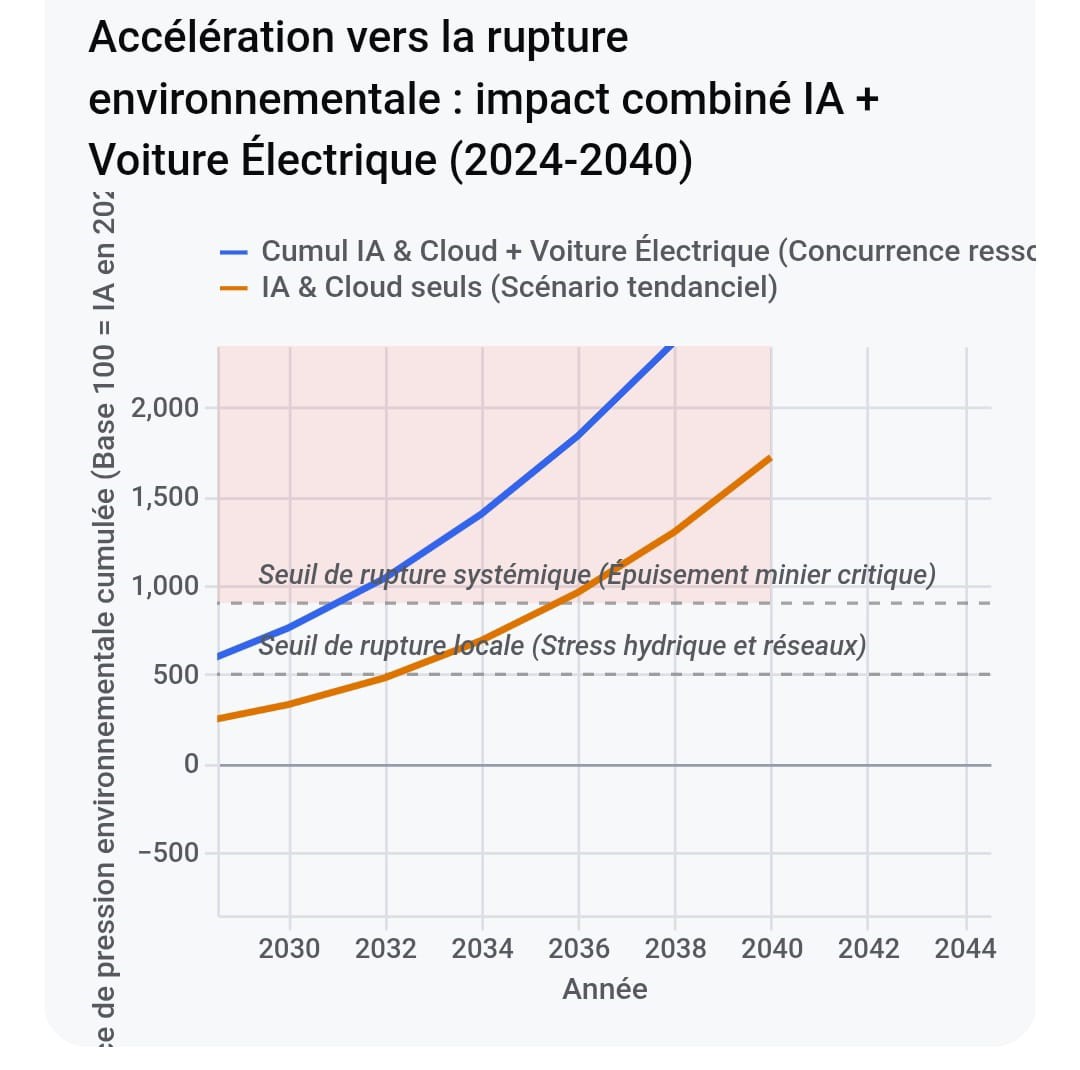 Accélération vers la rupture
environnementale : impact combiné IA +
Voiture Électrique (2024-2040)
Cumul IA & Cloud + Voiture Électrique (Concurrence
IA & Cloud seuls (Scénario tendanciel)
de pression environnementale cumulée (Base 100 = IA en
2,000
1,500
1,000
500
0
−500
Seuil de rupture systémique (Épuisement minier critique)
Seuil de rupture locale (Stress hydrique et réseaux)
2030 2032 2034 2036 2038 2040 2042 2044
Année